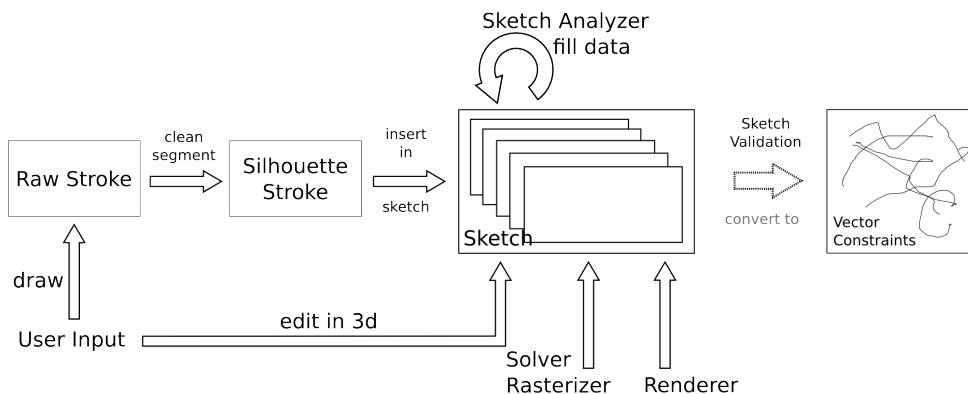 Sketch Analyzer
fill data
clean
segment
insert
in
Sketch
Validation
Raw Stroke
Silhouette
Stroke
sketch
convert to
Sketch
Vector
Constraints
draw
User Input
edit in 3d
Solver
Rasterizer
Renderer